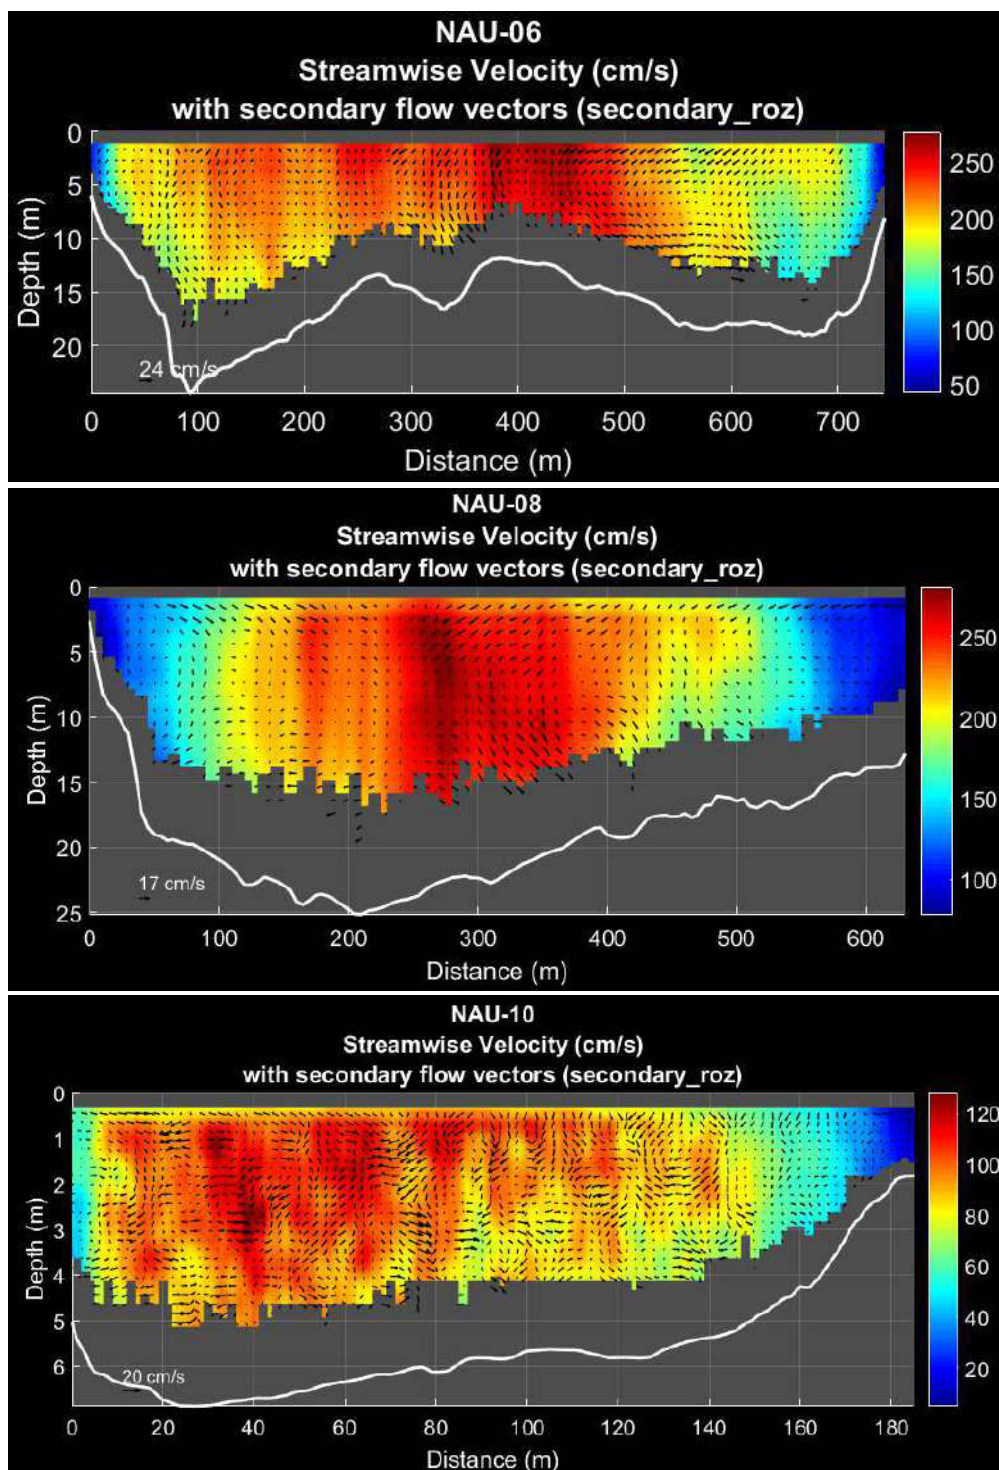 NAU-06
Streamwise Velocity (cm/s)
with secondary flow vectors (secondary_roz)
0
5
10
15
20
Depth (m)
24 cm/s
0 100 200 300 400 500 600 700
Distance (m)
250
200
150
100
50
NAU-08
Streamwise Velocity (cm/s)
with secondary flow vectors (secondary_roz)
0
5
10
15
20
25
Depth (m)
17 cm/s
0 100 200 300 400 500 600
Distance (m)
250
200
150
100
NAU-10
Streamwise Velocity (cm/s)
with secondary flow vectors (secondary_roz)
0
1
2
3
4
5
6
Depth (m)
20 cm/s
0 20 40 60 80 100 120 140 160 180
Distance (m)
120
100
80
60
40
20